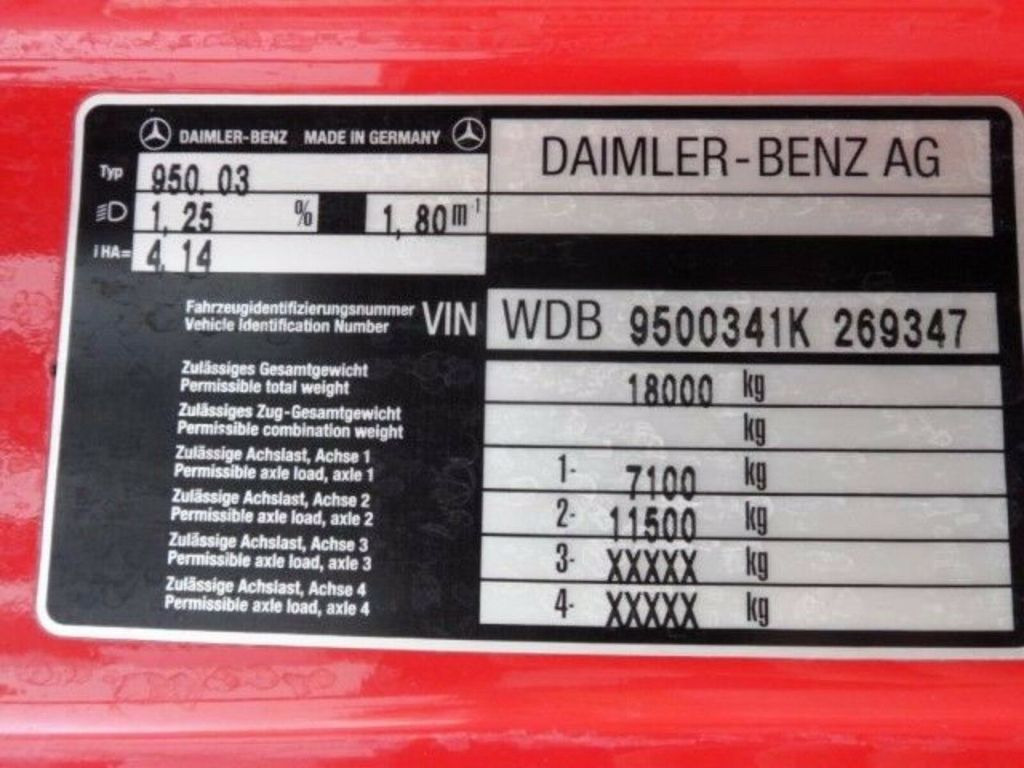 DAIMLER-BENZ MADE IN GERMANY
DAIMLER-BENZ AG
Typ 950.03
1,25 % 1,80 m-1
iHA= 4.14
Fahrzeugidentifizierungsnummer
Vehicle Identification Number
VIN WDB 9500341K 269347
Zulässiges Gesamtgewicht
Permissible total weight
18000 kg
Zulässiges Zug-Gesamtgewicht
Permissible combination weight
kg
Zulässige Achslast, Achse 1
Permissible axle load, axle 1
1- 7100 kg
Zulässige Achslast, Achse 2
Permissible axle load, axle 2
2- 11500 kg
Zulässige Achslast, Achse 3
Permissible axle load, axle 3
3- XXXXX kg
Zulässige Achslast, Achse 4
Permissible axle load, axle 4
4- XXXXX kg